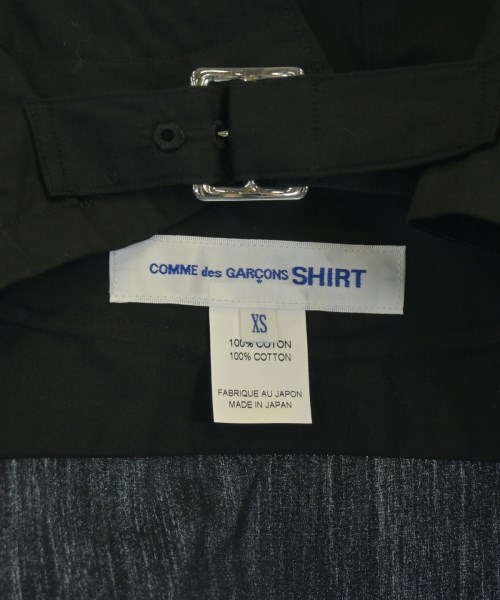 COMME des GARÇONS SHIRT
XS
100% COTON
100% COTTON
FABRIQUE AU JAPON
MADE IN JAPAN